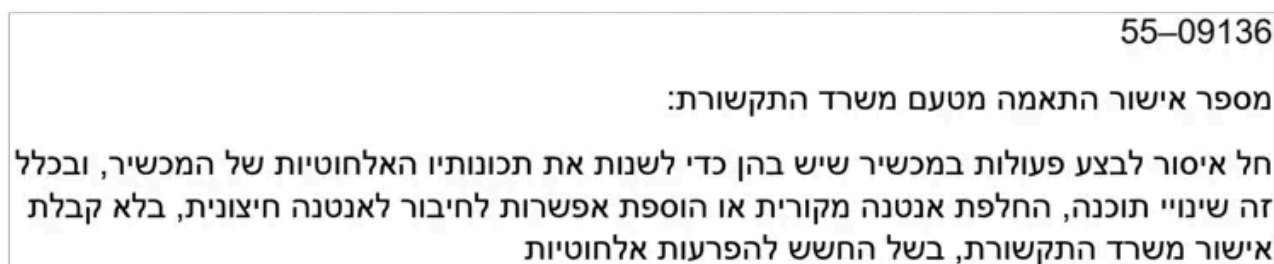 55–09136
מספר אישור התאמה מטעם משרד התקשורת:
חל איסור לבצע פעולות במכשיר שיש בהן כדי לשנות את תכונותיו האלחוטיות של המכשיר, ובכלל
זה שינויי תוכנה, החלפת אנטנה מקורית או הוספת אפשרות לחיבור לאנטנה חיצונית, בלא קבלת
אישור משרד התקשורת, בשל החשש להפרעות אלחוטיות